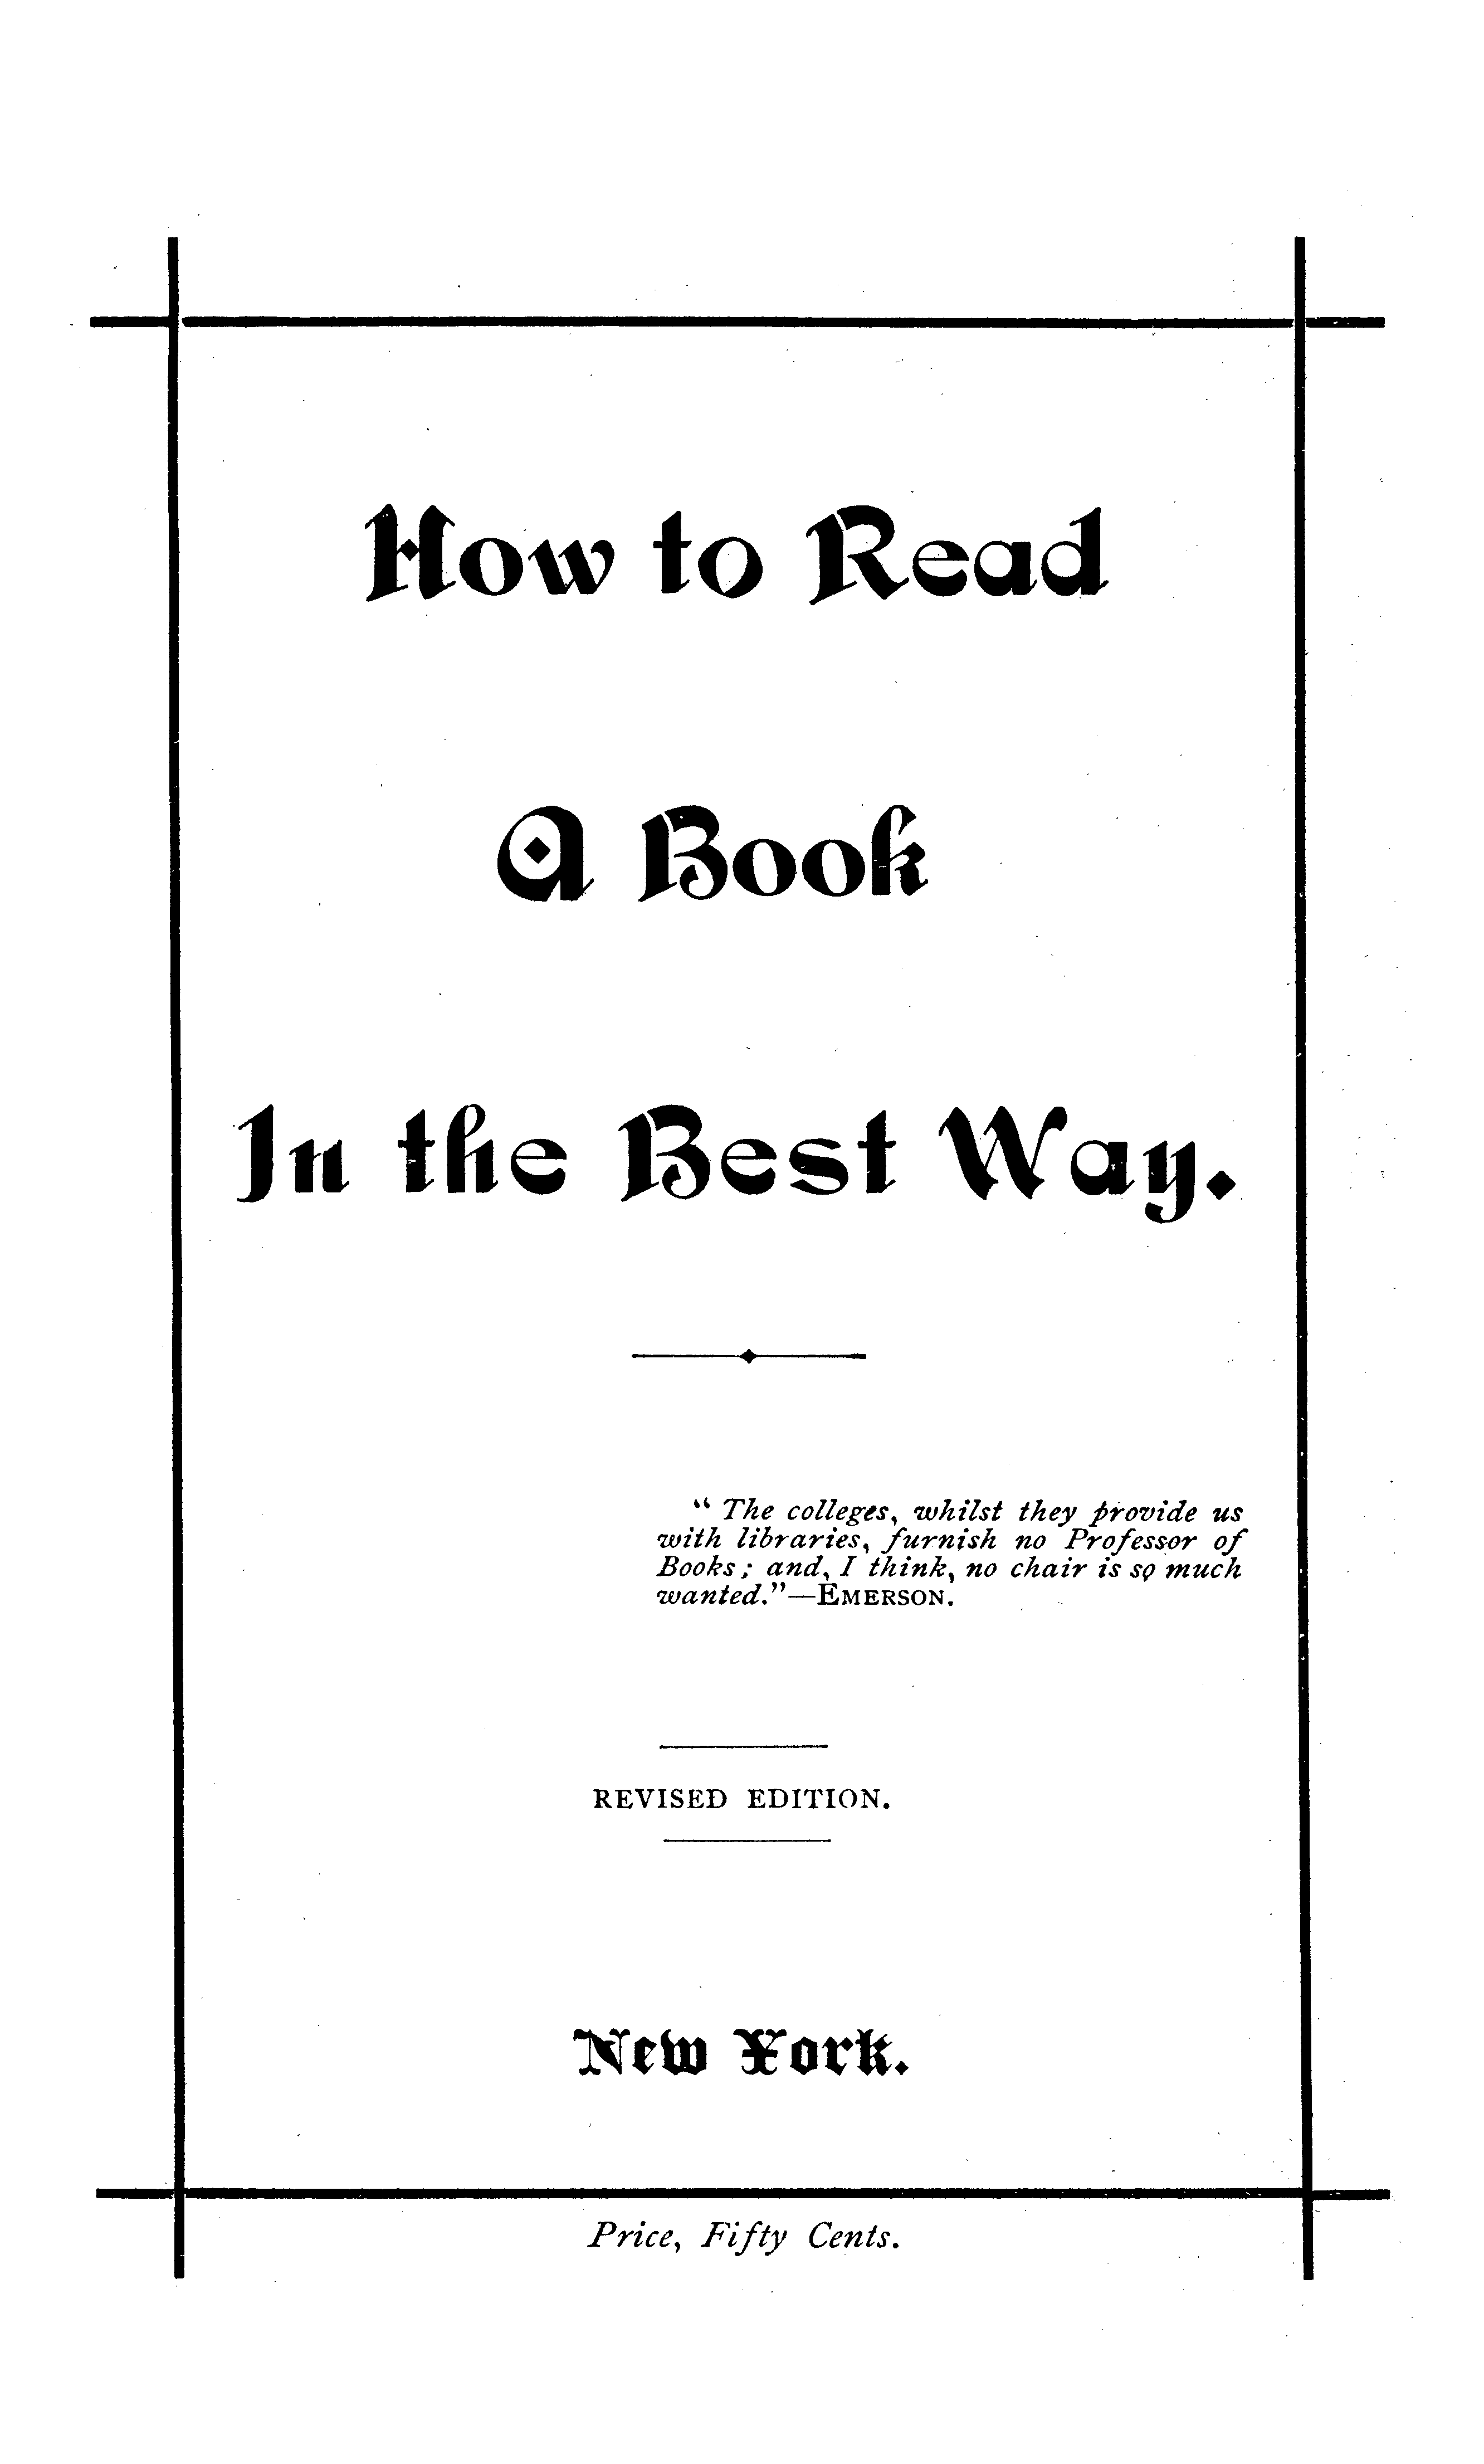 How to Read
A Book
In the Best Way.
“ The colleges, whilst they provide us
with libraries, furnish no Professor of
Books; and, I think, no chair is so much
wanted.”—EMERSON.
REVISED EDITION.
New York.
Price, Fifty Cents.